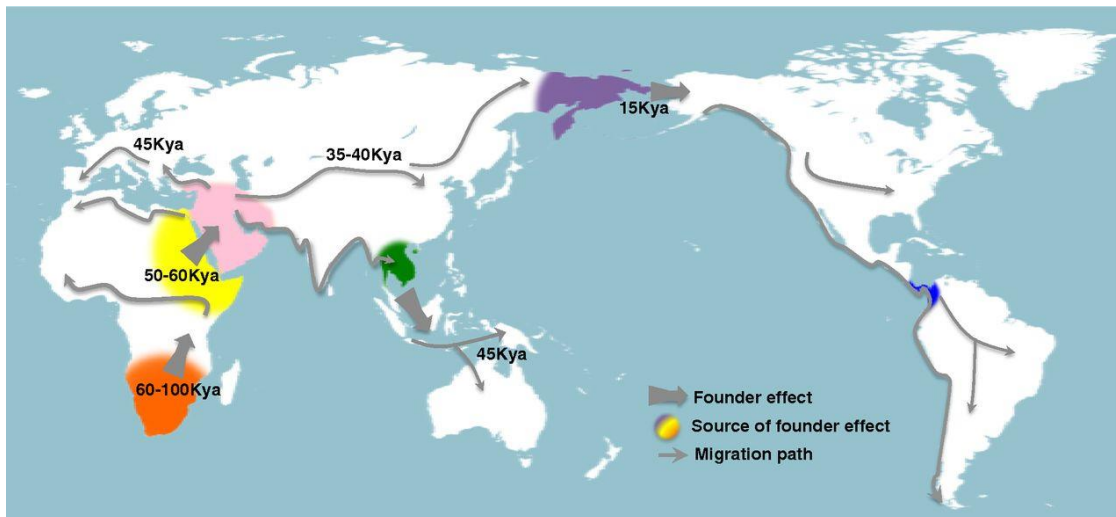 15Kya
45Kya
35-40Kya
50-60Kya
45Kya
60-100Kya
Founder effect
Source of founder effect
Migration path